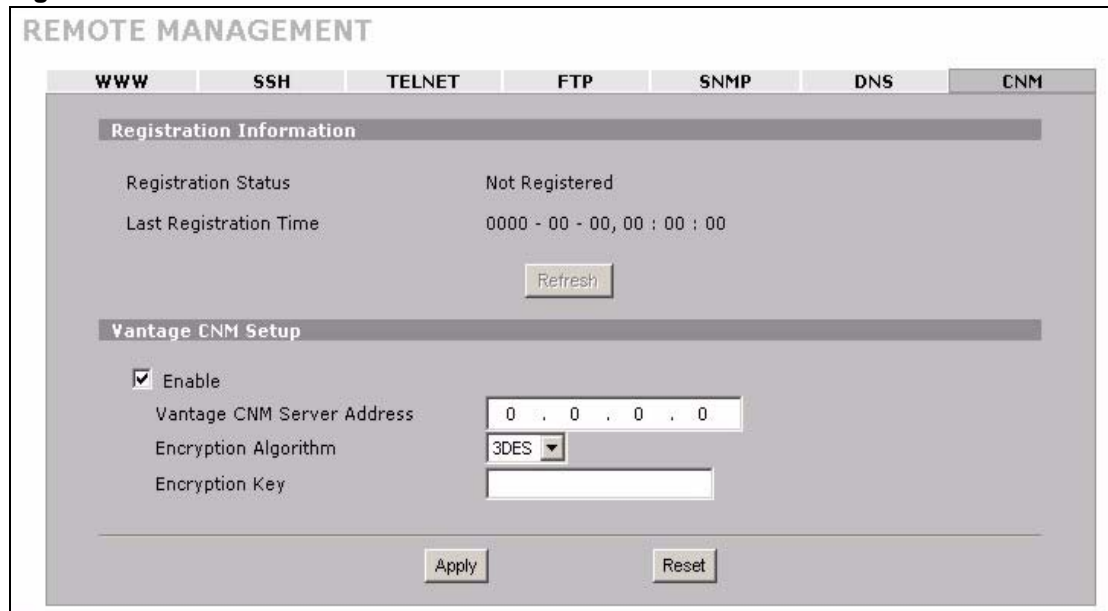 REMOTE MANAGEMENT
WWW SSH TELNET FTP SNMP DNS CNM
Registration Information
Registration Status Not Registered
Last Registration Time 0000 - 00 - 00, 00 : 00 : 00
Refresh
Vantage CNM Setup
Enable
Vantage CNM Server Address 0 . 0 . 0 . 0
Encryption Algorithm 3DES
Encryption Key
Apply Reset